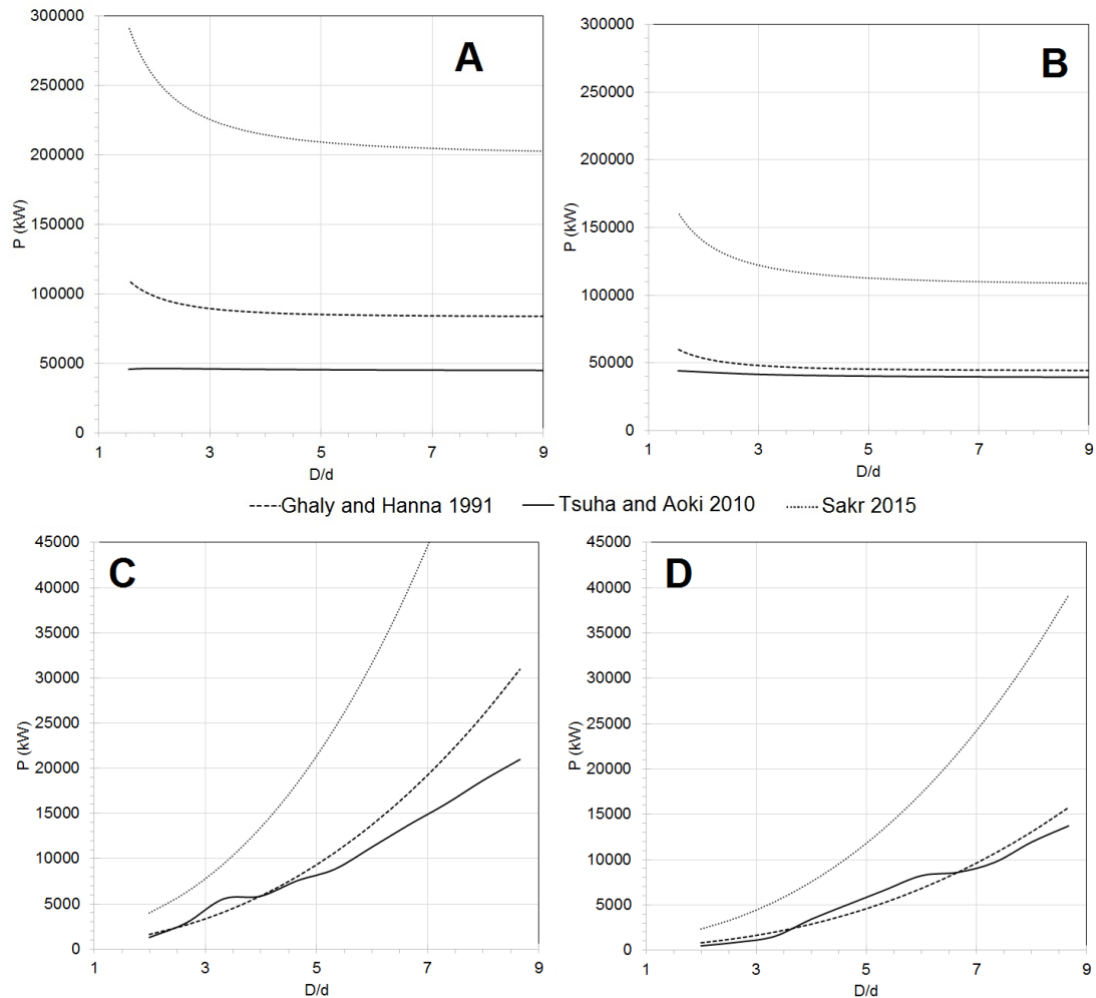 A
P (kW)
300000
250000
200000
150000
100000
50000
0
1 3 5 7 9
D/d
B
P (kW)
300000
250000
200000
150000
100000
50000
0
1 3 5 7 9
D/d
Ghaly and Hanna 1991 Tsuha and Aoki 2010 Sakr 2015
C
P (kW)
45000
40000
35000
30000
25000
20000
15000
10000
5000
0
1 3 5 7 9
D/d
D
P (kW)
45000
40000
35000
30000
25000
20000
15000
10000
5000
0
1 3 5 7 9
D/d